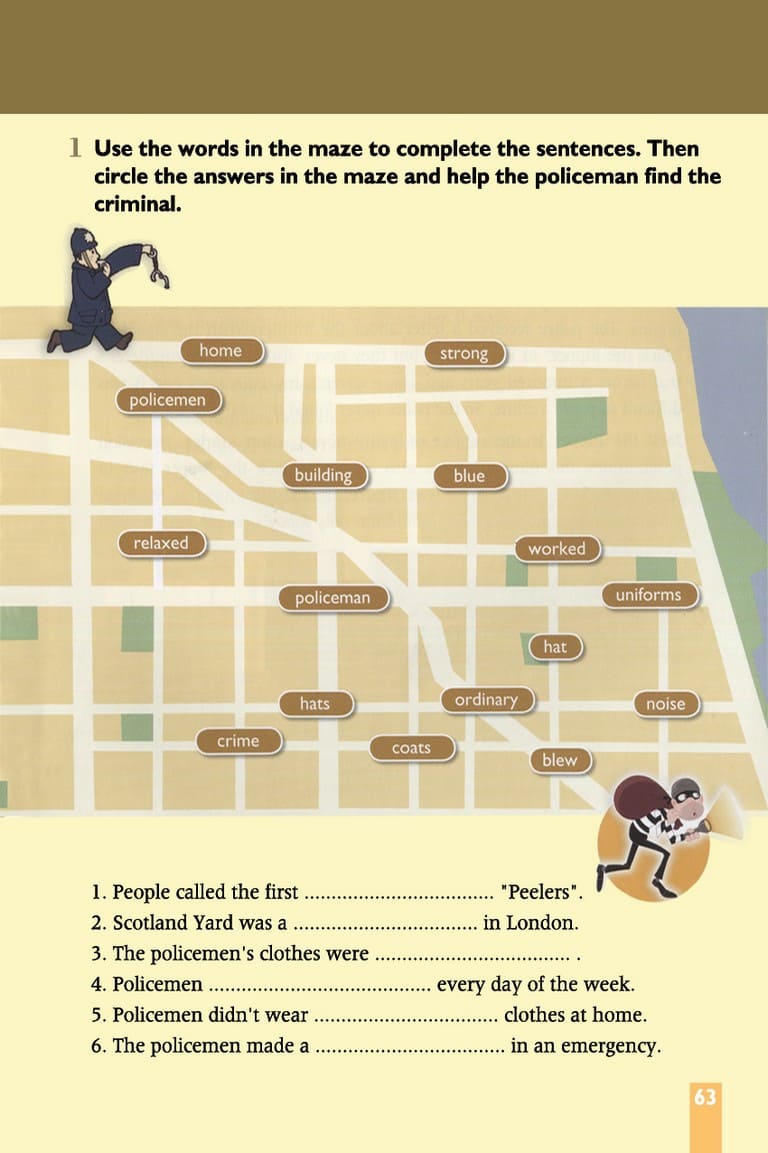 1 Use the words in the maze to complete the sentences. Then
circle the answers in the maze and help the policeman find the
criminal.
home
strong
policemen
building
blue
relaxed
worked
policeman
uniforms
hat
hats
ordinary
noise
crime
coats
blew
1. People called the first .................................. "Peelers".
2. Scotland Yard was a ................................. in London.
3. The policemen's clothes were ................................... .
4. Policemen ........................................ every day of the week.
5. Policemen didn't wear ................................. clothes at home.
6. The policemen made a .................................. in an emergency.
63